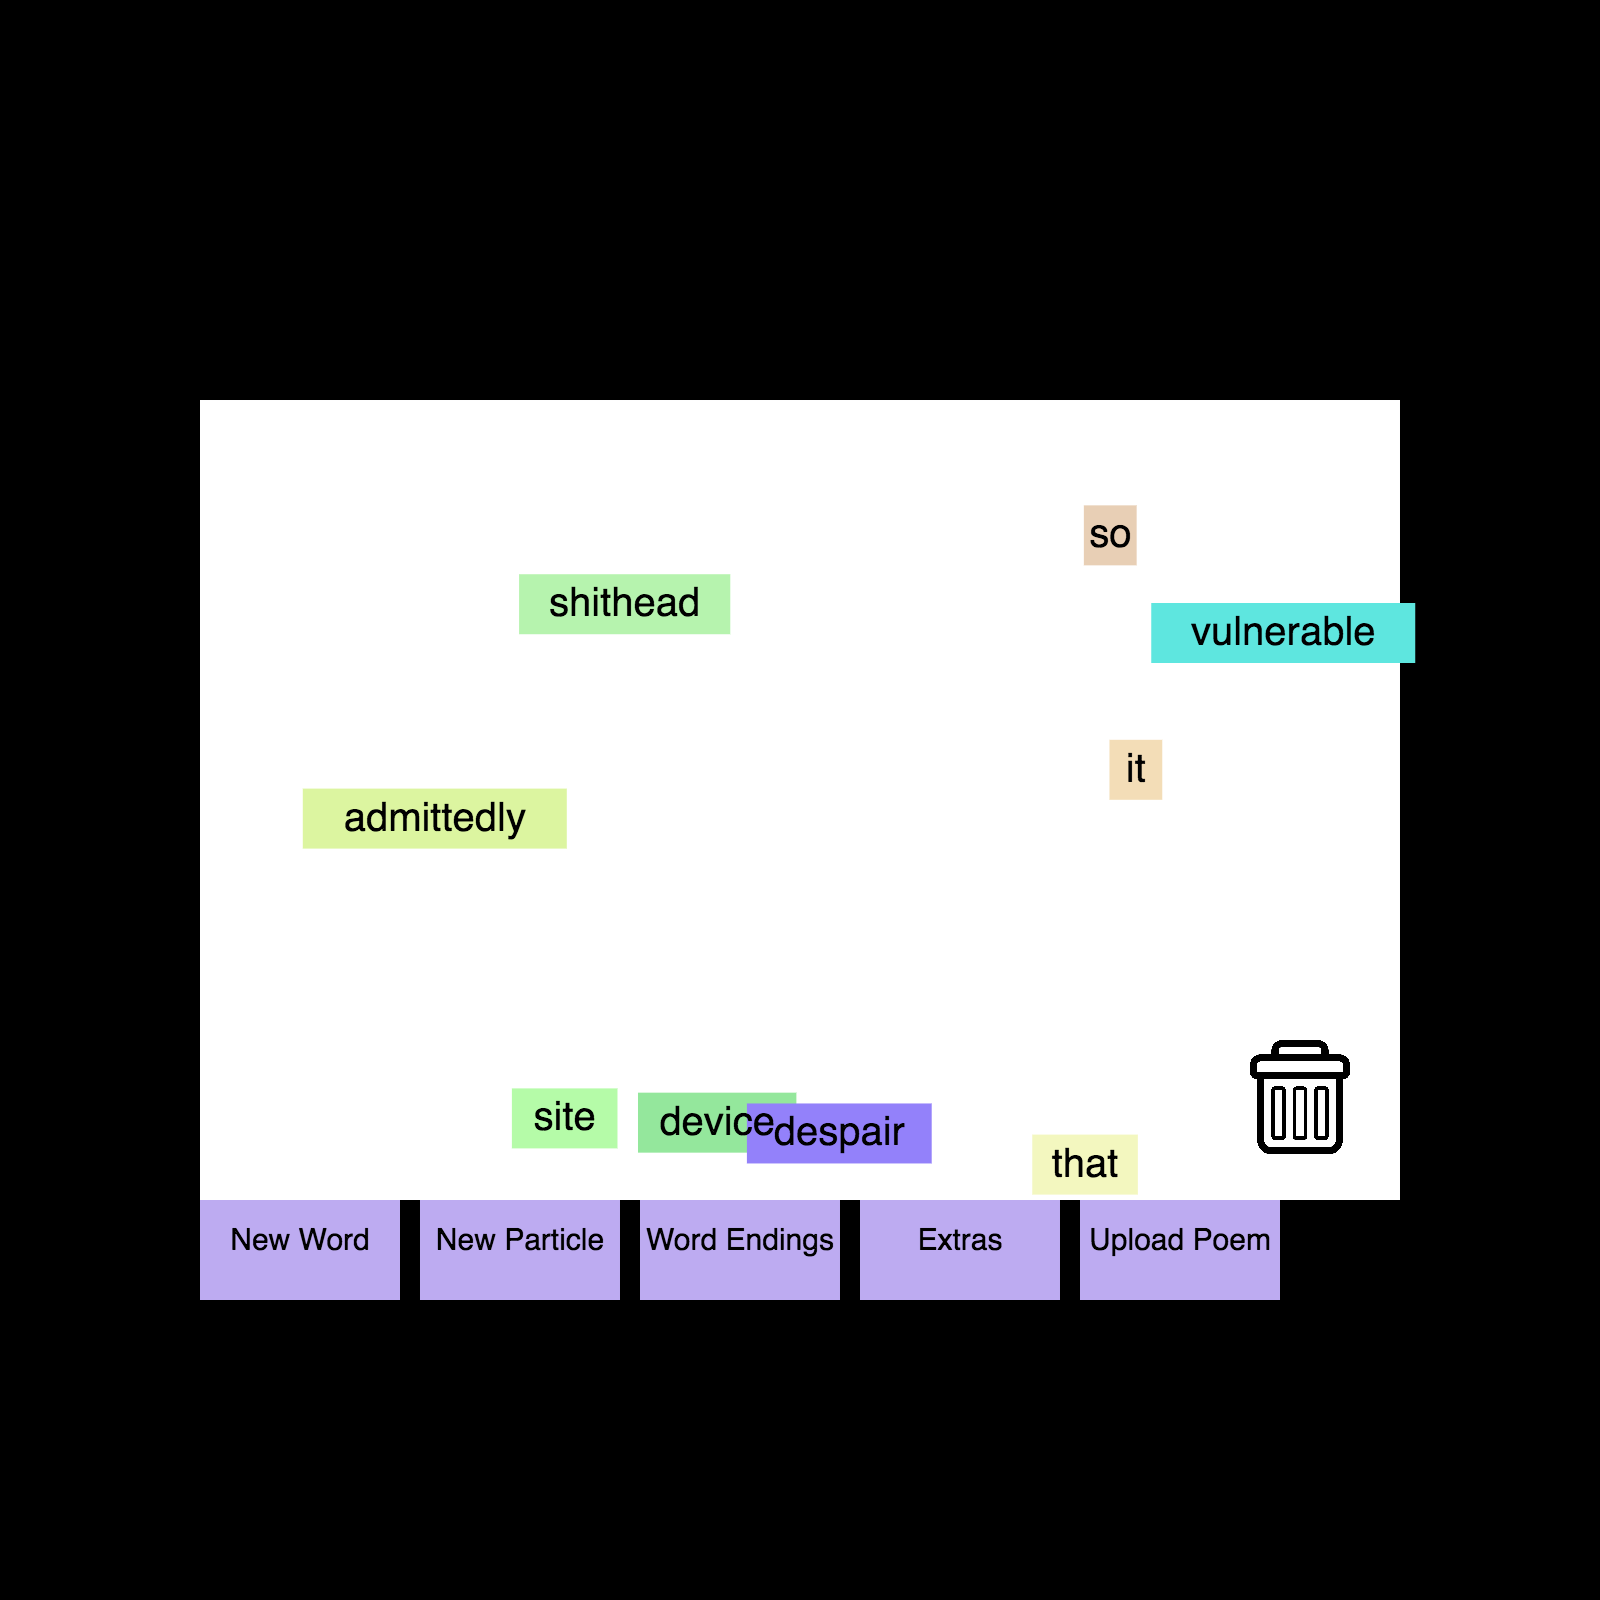 so
shithead
vulnerable
it
admittedly
site
device
despair
that
New Word
New Particle
Word Endings
Extras
Upload Poem